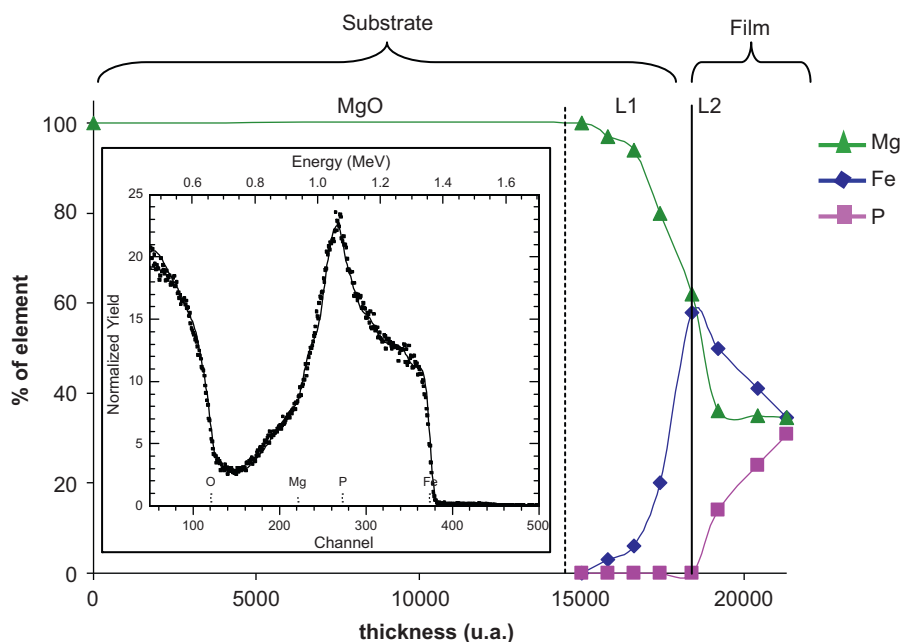 Substrate
Film
MgO
L1
L2
100
80
60
40
20
0
% of element
0
5000
10000
15000
20000
thickness (u.a.)
Mg
Fe
P
Energy (MeV)
0.6
0.8
1.0
1.2
1.4
1.6
25
20
15
10
5
0
Normalized Yield
O
Mg
P
Fe
100
200
300
400
500
Channel